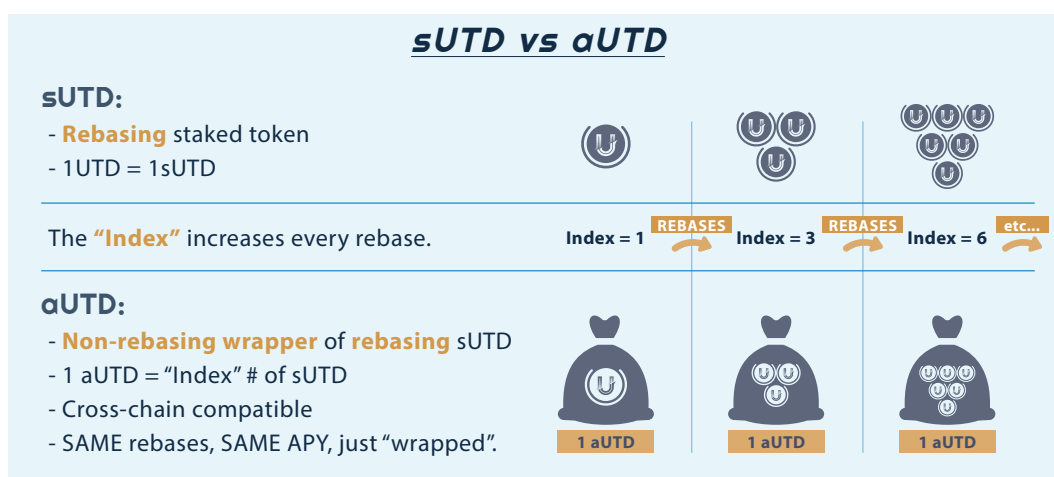 sUTD vs aUTD
sUTD:
- Rebasing staked token
- 1UTD = 1sUTD
The “Index” increases every rebase.
Index = 1
REBASES
Index = 3
REBASES
Index = 6
etc...
aUTD:
- Non-rebasing wrapper of rebasing sUTD
- 1 aUTD = “Index” # of sUTD
- Cross-chain compatible
- SAME rebases, SAME APY, just “wrapped”.
1 aUTD
1 aUTD
1 aUTD